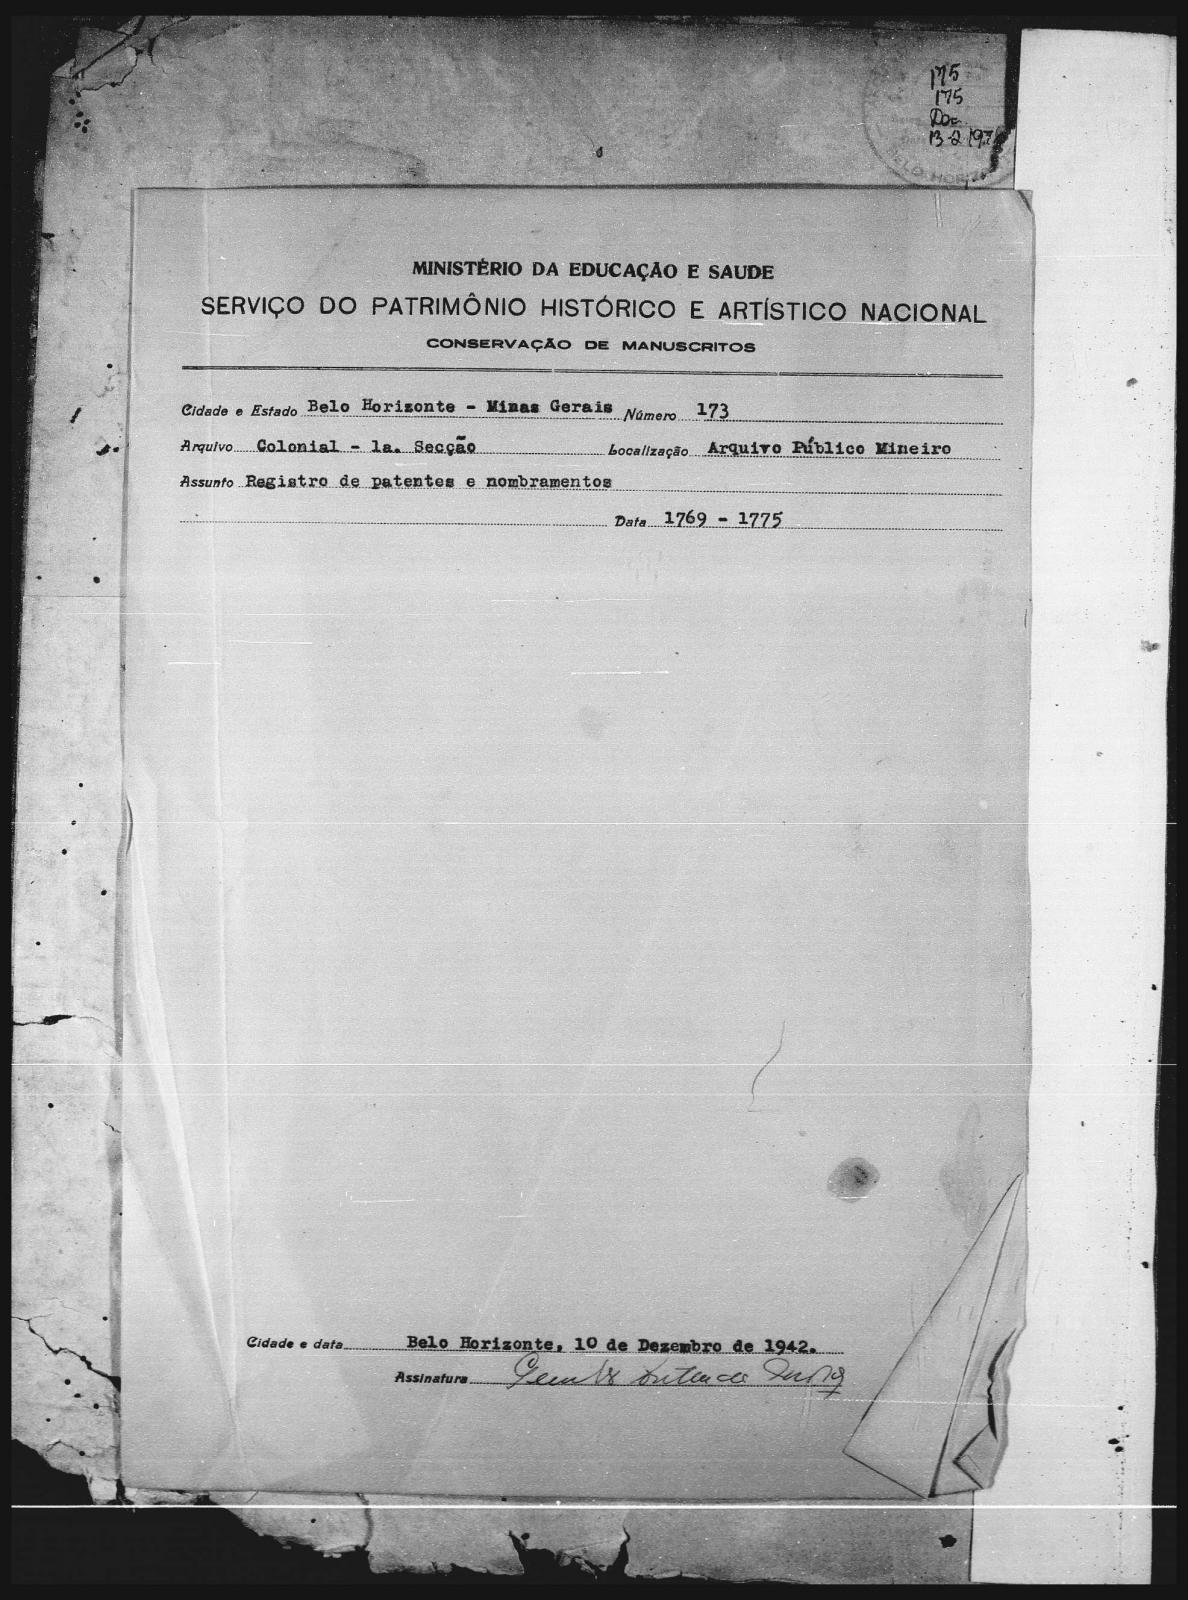 175
175
Doc.
13-2-197
BELO HORIZ
MINISTÉRIO DA EDUCAÇÃO E SAUDE
SERVIÇO DO PATRIMÔNIO HISTÓRICO E ARTÍSTICO NACIONAL
CONSERVAÇÃO DE MANUSCRITOS
Cidade e Estado Belo Horizonte - Minas Gerais Número 173
Arquivo Colonial - 1a. Secção Localização Arquivo Público Mineiro
Assunto Registro de patentes e nombramentos
Data 1769 - 1775
Cidade e data Belo Horizonte, 10 de Dezembro de 1942.
Assinatura